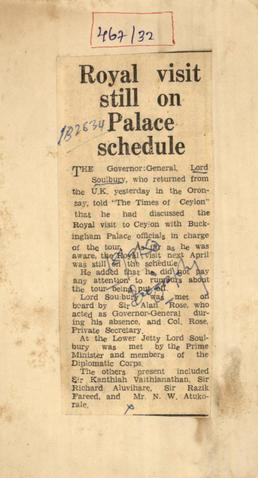 467/32
Royal visit
still on
Palace
schedule
182634
THE Governor-General, Lord
Soulbury, who returned from
the U.K. yesterday in the Oron-
say, told "The Times of Ceylon"
that he had discussed the
Royal visit to Ceylon with Buck-
ingham Palace officials in charge
of the tour. as he was
aware, the Royal visit next April
was still on the schedule.
He added that he did not pay
any attention to rumours about
the tour being put off.
Lord Soulbury was met on
board by Sir Alan Rose, who
acted as Governor-General dur-
ing his absence, and Col. Rose,
Private Secretary.
At the Lower Jetty Lord Soul-
bury was met by the Prime
Minister and members of the
Diplomatic Corps.
The others present included
Sir Kanthiah Vaithianathan, Sir
Richard Aluvihare, Sir Razik
Fareed, and Mr. N. W. Atuko-
rale.